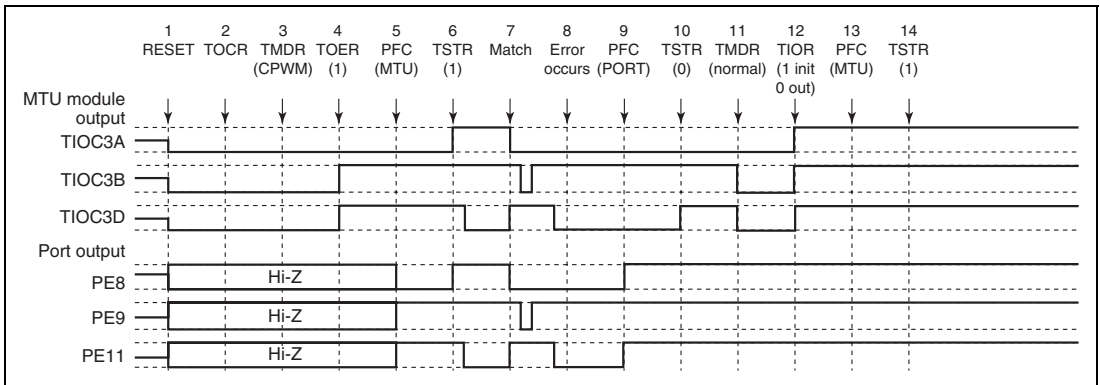 1 2 3 4 5 6 7 8 9 10 11 12 13 14
RESET TOCR TMDR TOER PFC TSTR Match Error PFC TSTR TMDR TIOR PFC TSTR
(CPWM) (1) (MTU) (1) occurs (PORT) (0) (normal) (1 init (MTU) (1)
0 out)
MTU module
output
TIOC3A
TIOC3B
TIOC3D
Port output
PE8 Hi-Z
PE9 Hi-Z
PE11 Hi-Z